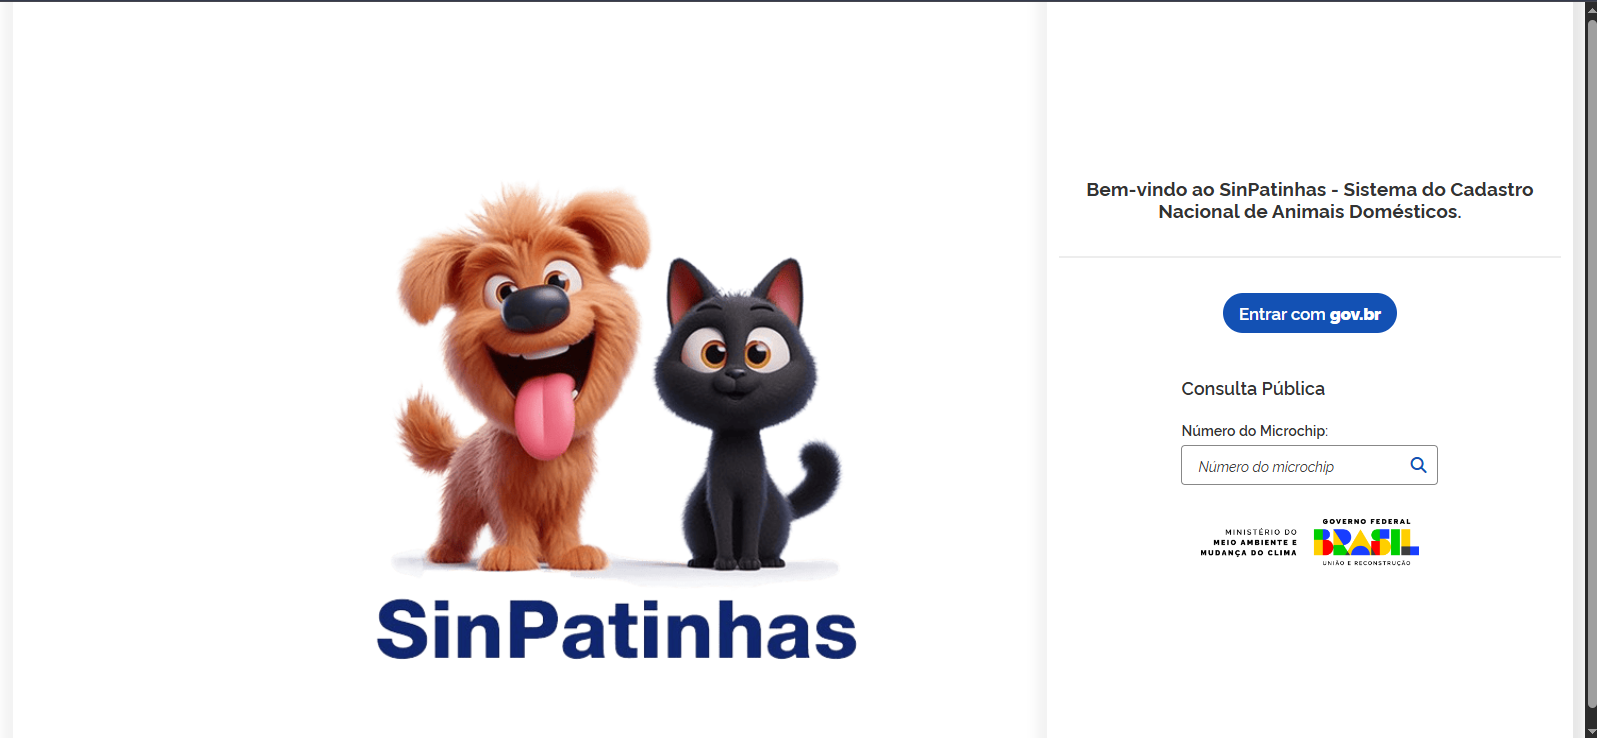 SinPatinhas
Bem-vindo ao SinPatinhas - Sistema do Cadastro
Nacional de Animais Domésticos.
Entrar com gov.br
Consulta Pública
Número do Microchip:
Número do microchip
MINISTÉRIO DO
MEIO AMBIENTE E
MUDANÇA DO CLIMA
GOVERNO FEDERAL
BRASIL
UNIÃO E RECONSTRUÇÃO